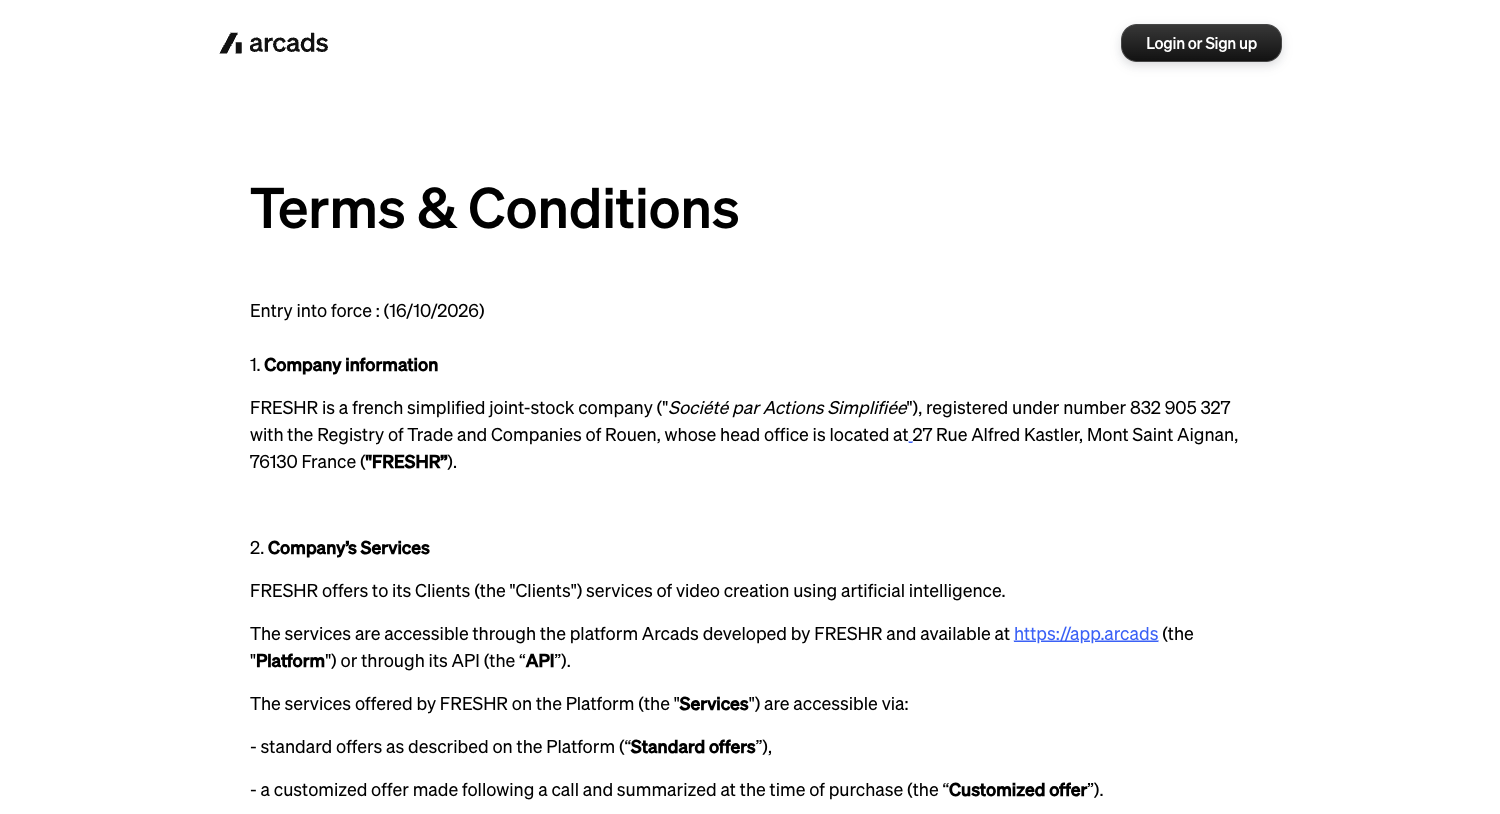 arcads
Login or Sign up
Terms & Conditions
Entry into force : (16/10/2026)
1. Company information
FRESHR is a french simplified joint-stock company ("Société par Actions Simplifiée"), registered under number 832 905 327
with the Registry of Trade and Companies of Rouen, whose head office is located at 27 Rue Alfred Kastler, Mont Saint Aignan,
76130 France ("FRESHR”).
2. Company’s Services
FRESHR offers to its Clients (the "Clients") services of video creation using artificial intelligence.
The services are accessible through the platform Arcads developed by FRESHR and available at https://app.arcads (the
"Platform") or through its API (the “API”).
The services offered by FRESHR on the Platform (the "Services") are accessible via:
- standard offers as described on the Platform (“Standard offers”),
- a customized offer made following a call and summarized at the time of purchase (the “Customized offer”).